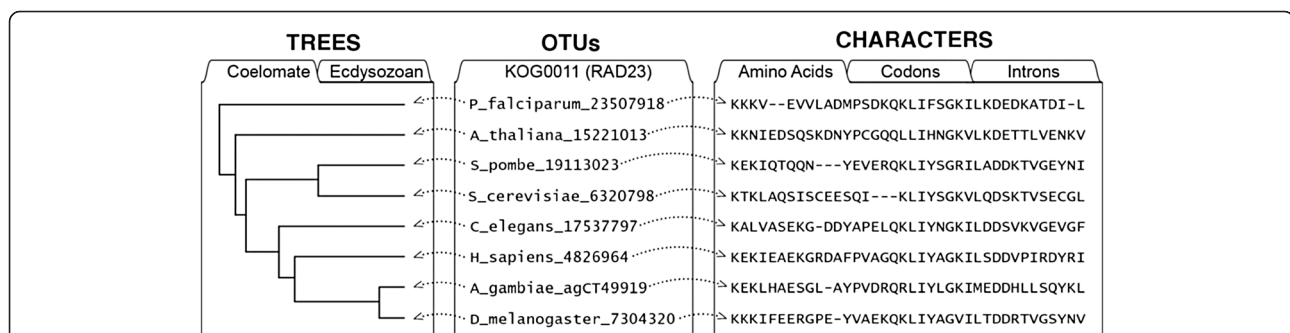 TREES OTUs CHARACTERS
Coelomate Ecdysozoan KOG0011 (RAD23) Amino Acids Codons Introns
P_falciparum_23507918 KKKV--EVVLADMPSDKQKLIFSGKILKDEDKATDI-L
A_thaliana_15221013 KKNIEDSQSKDNYPCGQQLLIHNGKVLKDETTLVENKV
S_pombe_19113023 KEKIQTQQN---YEVERQKLIYSGRILADDKTVGEYNI
S_cerevisiae_6320798 KTKLAQSISCEESQI---KLIYSGKVLQDSKTVSECGL
C_elegans_17537797 KALVASEKG-DDYAPELQKLIYNGKILDDSVKVGEVGF
H_sapiens_4826964 KEKIEAEKGRDAFPVAGQKLIYAGKILSDDVPIRDYRI
A_gambiae_agCT49919 KEKLHAESGL-AYPVDRQRLIYLGKIMEDDHLLSQYKL
D_melanogaster_7304320 KKKIFEERGPE-YVAEKQKLIYAGVILTDDRTVGSYNV